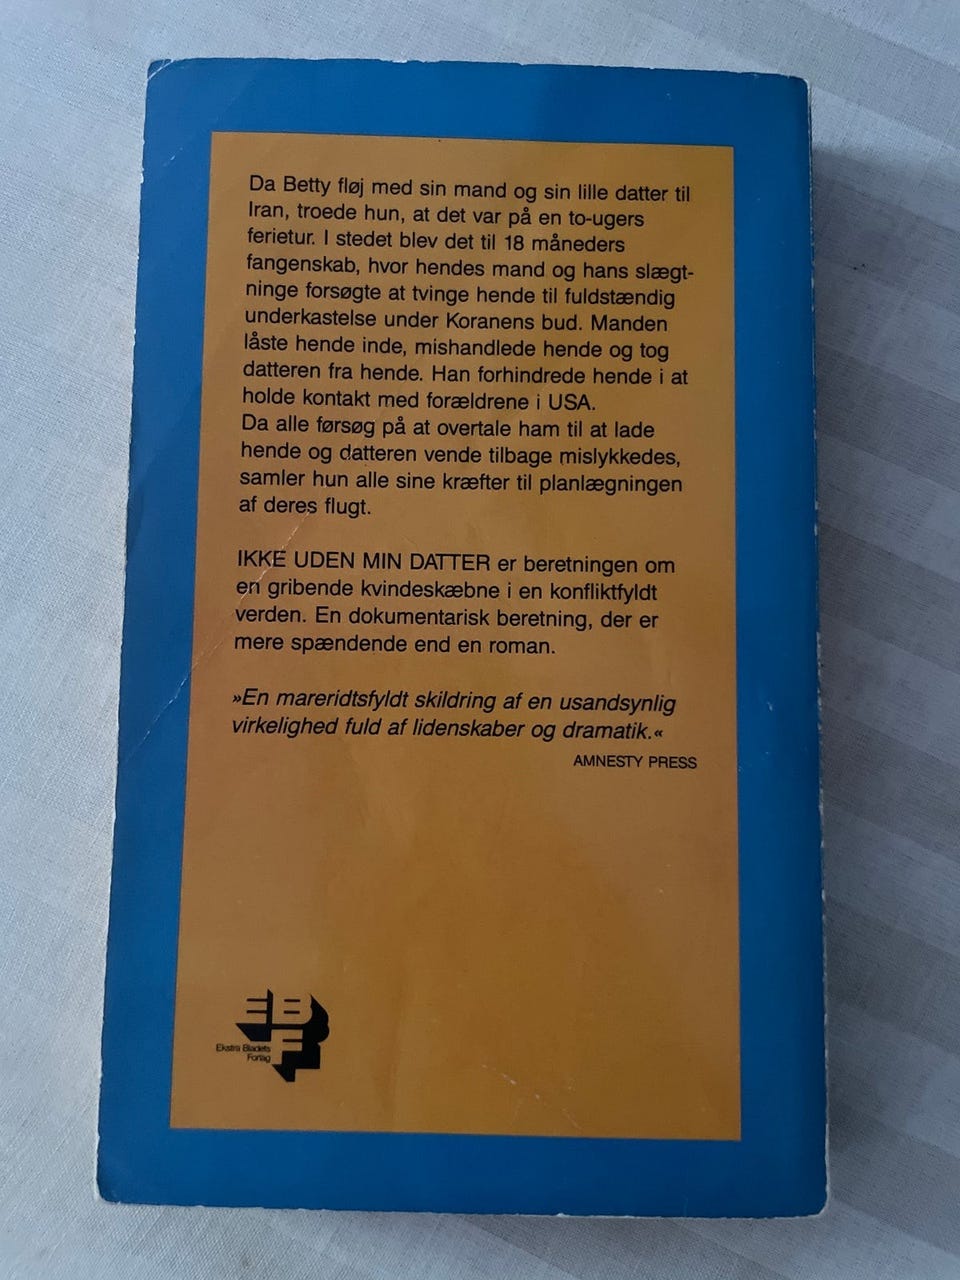 Da Betty fløj med sin mand og sin lille datter til
Iran, troede hun, at det var på en to-ugers
ferietur. I stedet blev det til 18 måneders
fangenskab, hvor hendes mand og hans slægt-
ninge forsøgte at tvinge hende til fuldstændig
underkastelse under Koranens bud. Manden
låste hende inde, mishandlede hende og tog
datteren fra hende. Han forhindrede hende i at
holde kontakt med forældrene i USA.
Da alle førsøg på at overtale ham til at lade
hende og datteren vende tilbage mislykkedes,
samler hun alle sine kræfter til planlægningen
af deres flugt.
IKKE UDEN MIN DATTER er beretningen om
en gribende kvindeskæbne i en konfliktfyldt
verden. En dokumentarisk beretning, der er
mere spændende end en roman.
»En mareridtsfyldt skildring af en usandsynlig
virkelighed fuld af lidenskaber og dramatik.«
AMNESTY PRESS
EB
F
Ekstra Bladets
Forlag